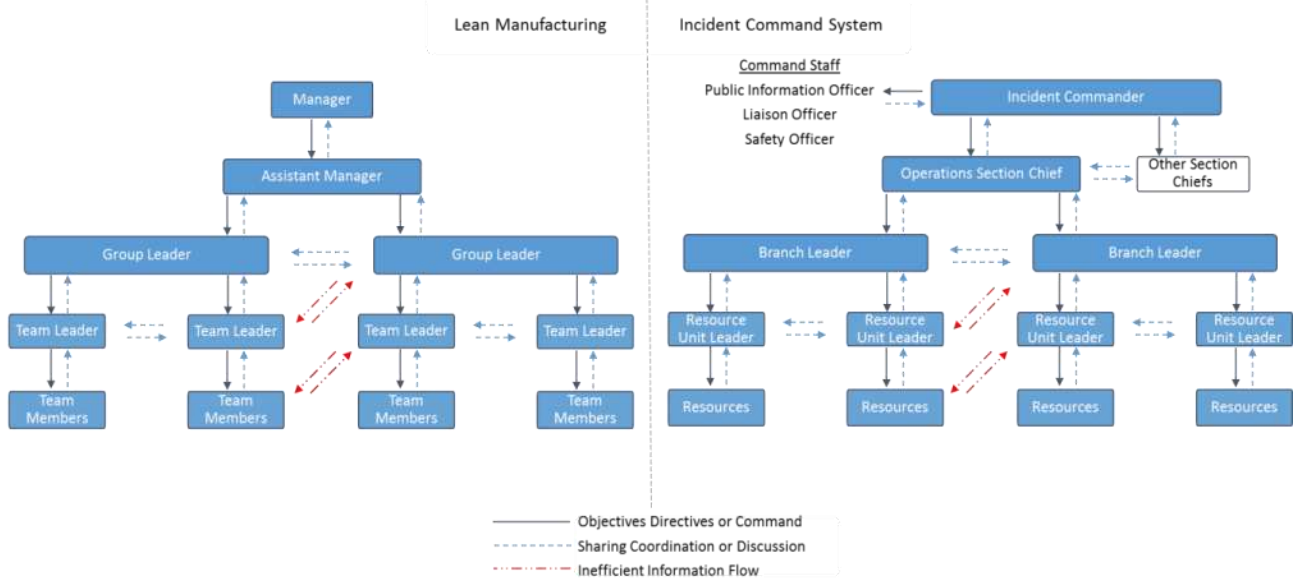 Lean Manufacturing
Incident Command System
Manager
Assistant Manager
Group Leader
Group Leader
Team Leader
Team Leader
Team Leader
Team Leader
Team
Members
Team
Members
Team
Members
Team
Members
Command Staff
Public Information Officer
Liaison Officer
Safety Officer
Incident Commander
Operations Section Chief
Other Section
Chiefs
Branch Leader
Branch Leader
Resource
Unit Leader
Resource
Unit Leader
Resource
Unit Leader
Resource
Unit Leader
Resources
Resources
Resources
Resources
Objectives Directives or Command
Sharing Coordination or Discussion
Inefficient Information Flow